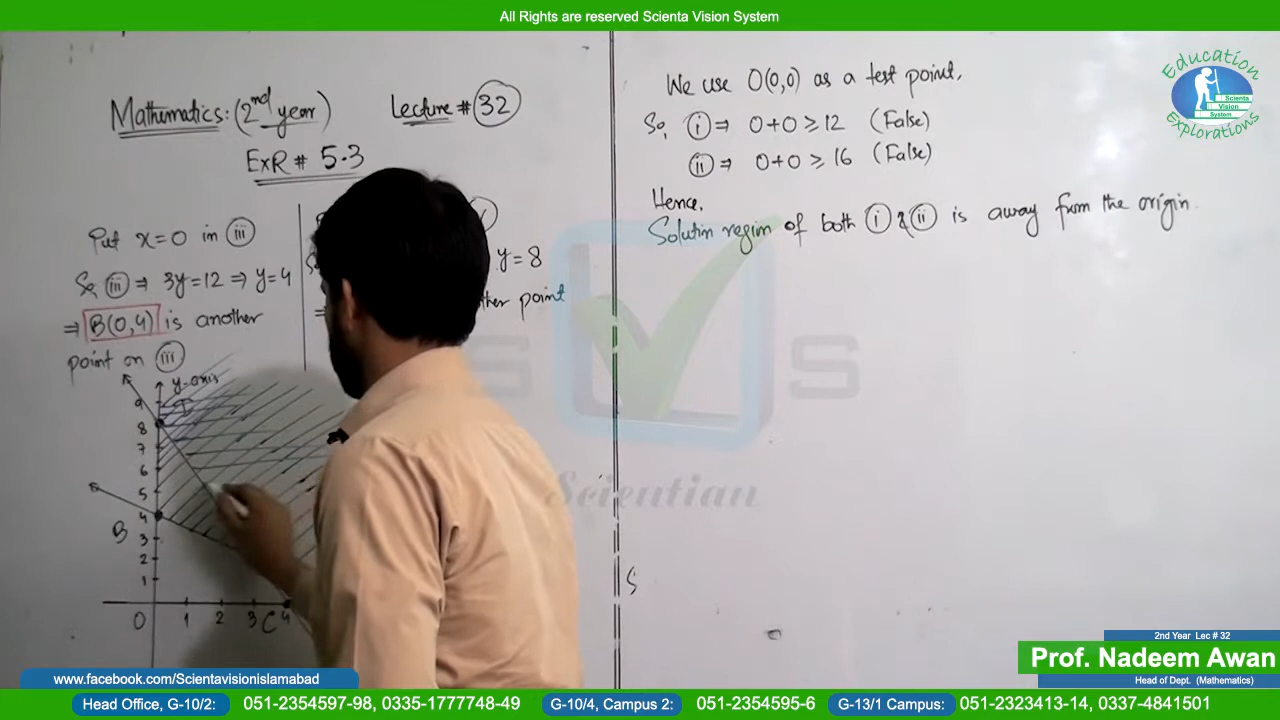 All Rights are reserved Scienta Vision System
Mathematics: (2nd year) Lecture # 32
ExR # 5.3
Put x=0 in (iii)
So, (iii) ⇒ 3y=12 ⇒ y=4
⇒ B(0,4) is another
point on (iii)
y=8
point
y-axis
9
8
7
6
5
4
B
3
2
1
O 1 2 3 C 4
We use O(0,0) as a test point.
So, (i) ⇒ 0+0 ≥ 12 (False)
(ii) ⇒ 0+0 ≥ 16 (False)
Hence,
Solutin region of both (i) & (ii) is away from the origin.
S
Education
Scienta
Vision
System
Explorations
S S
Scientian
2nd Year Lec # 32
Prof. Nadeem Awan
Head of Dept. (Mathematics)
www.facebook.com/Scientavisionislamabad
Head Office, G-10/2: 051-2354597-98, 0335-1777748-49 G-10/4, Campus 2: 051-2354595-6 G-13/1 Campus: 051-2323413-14, 0337-4841501